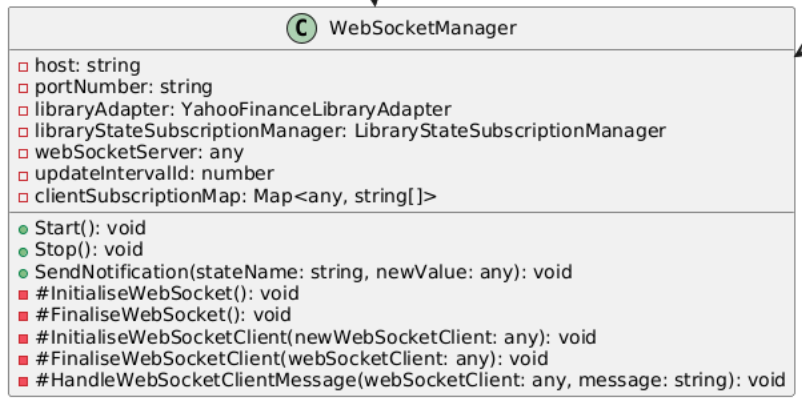 C WebSocketManager
host: string
portNumber: string
libraryAdapter: YahooFinanceLibraryAdapter
libraryStateSubscriptionManager: LibraryStateSubscriptionManager
webSocketServer: any
updateIntervalId: number
clientSubscriptionMap: Map<any, string[]>
Start(): void
Stop(): void
SendNotification(stateName: string, newValue: any): void
#InitialiseWebSocket(): void
#FinaliseWebSocket(): void
#InitialiseWebSocketClient(newWebSocketClient: any): void
#FinaliseWebSocketClient(webSocketClient: any): void
#HandleWebSocketClientMessage(webSocketClient: any, message: string): void